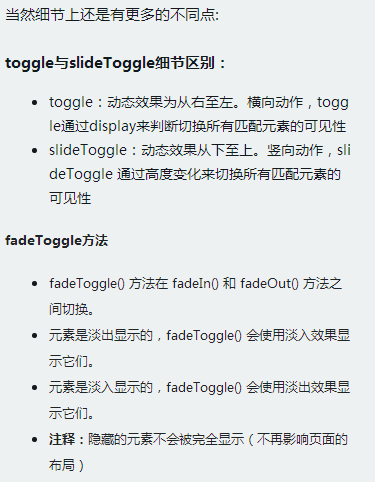 当然细节上还是有更多的不同点:
toggle与slideToggle细节区别：
toggle：动态效果为从右至左。横向动作，togg
le通过display来判断切换所有匹配元素的可见性
slideToggle：动态效果从下至上。竖向动作，sli
deToggle 通过高度变化来切换所有匹配元素的
可见性
fadeToggle方法
fadeToggle() 方法在 fadeIn() 和 fadeOut() 方法之
间切换。
元素是淡出显示的，fadeToggle() 会使用淡入效果显
示它们。
元素是淡入显示的，fadeToggle() 会使用淡出效果显
示它们。
注释：隐藏的元素不会被完全显示（不再影响页面的
布局）